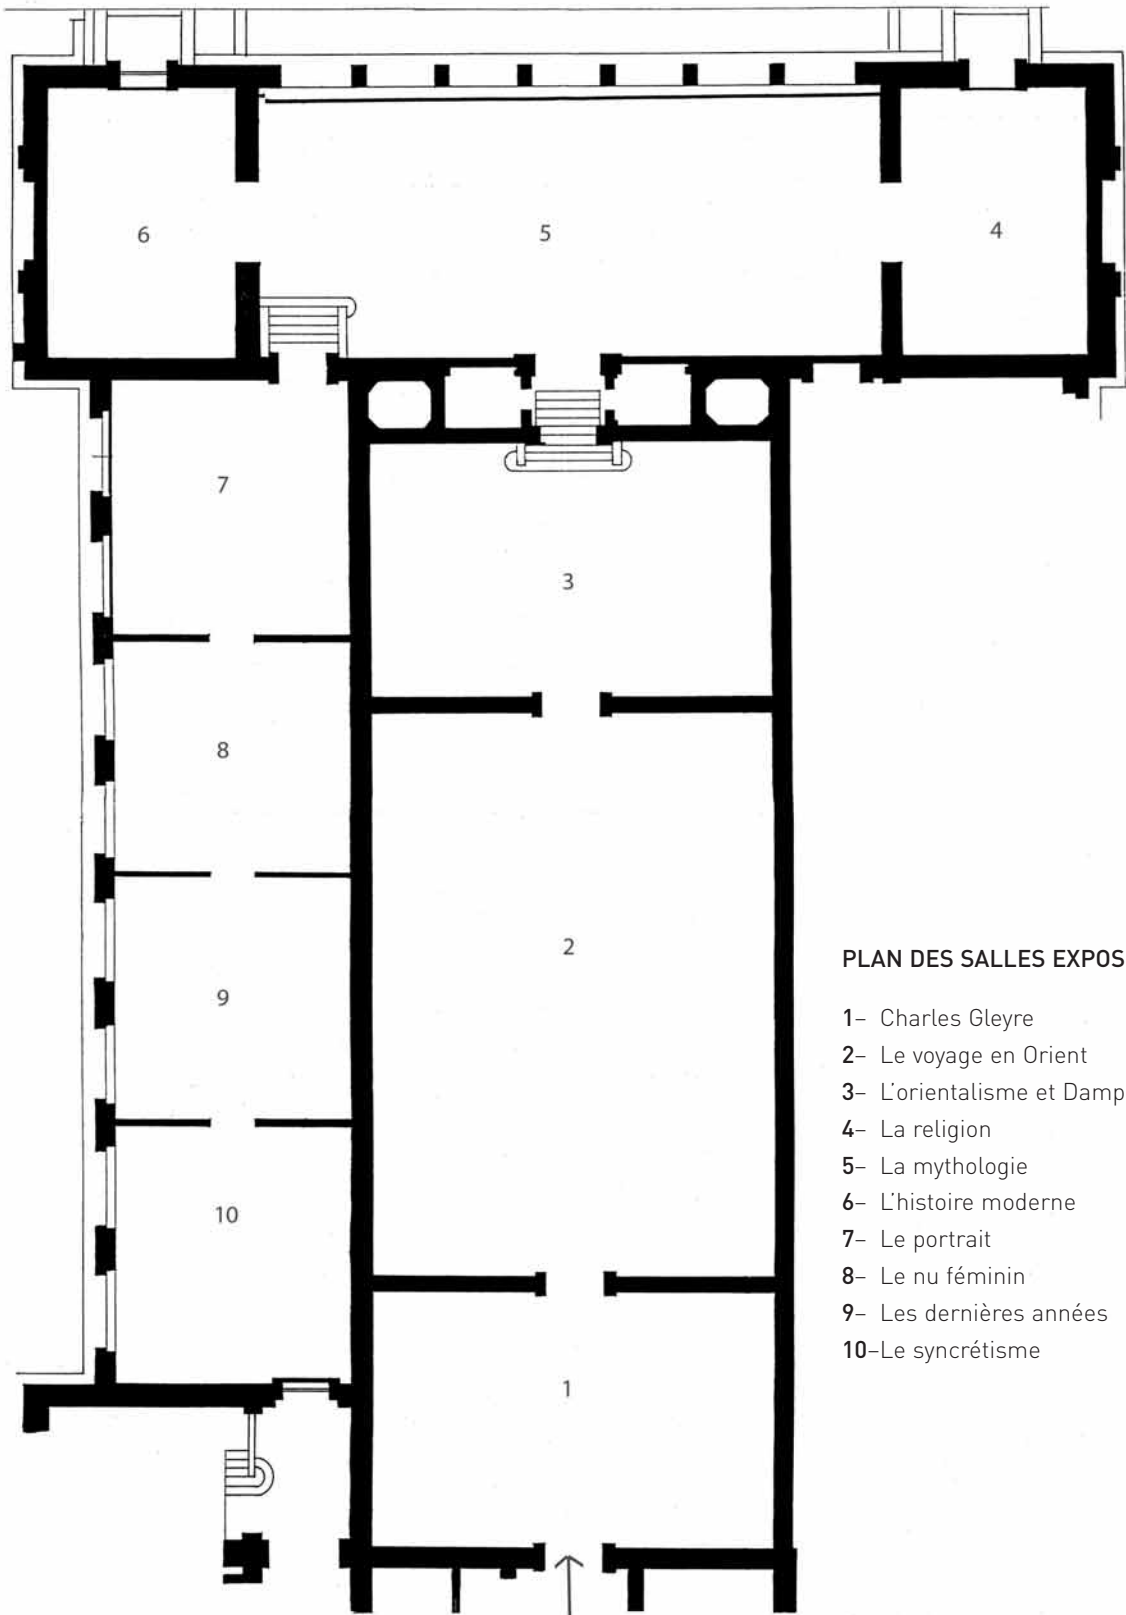 6
5
4
7
3
8
2
9
10
1
PLAN DES SALLES EXPOS
1– Charles Gleyre
2– Le voyage en Orient
3– L'orientalisme et Damp
4– La religion
5– La mythologie
6– L'histoire moderne
7– Le portrait
8– Le nu féminin
9– Les dernières années
10–Le syncrétisme